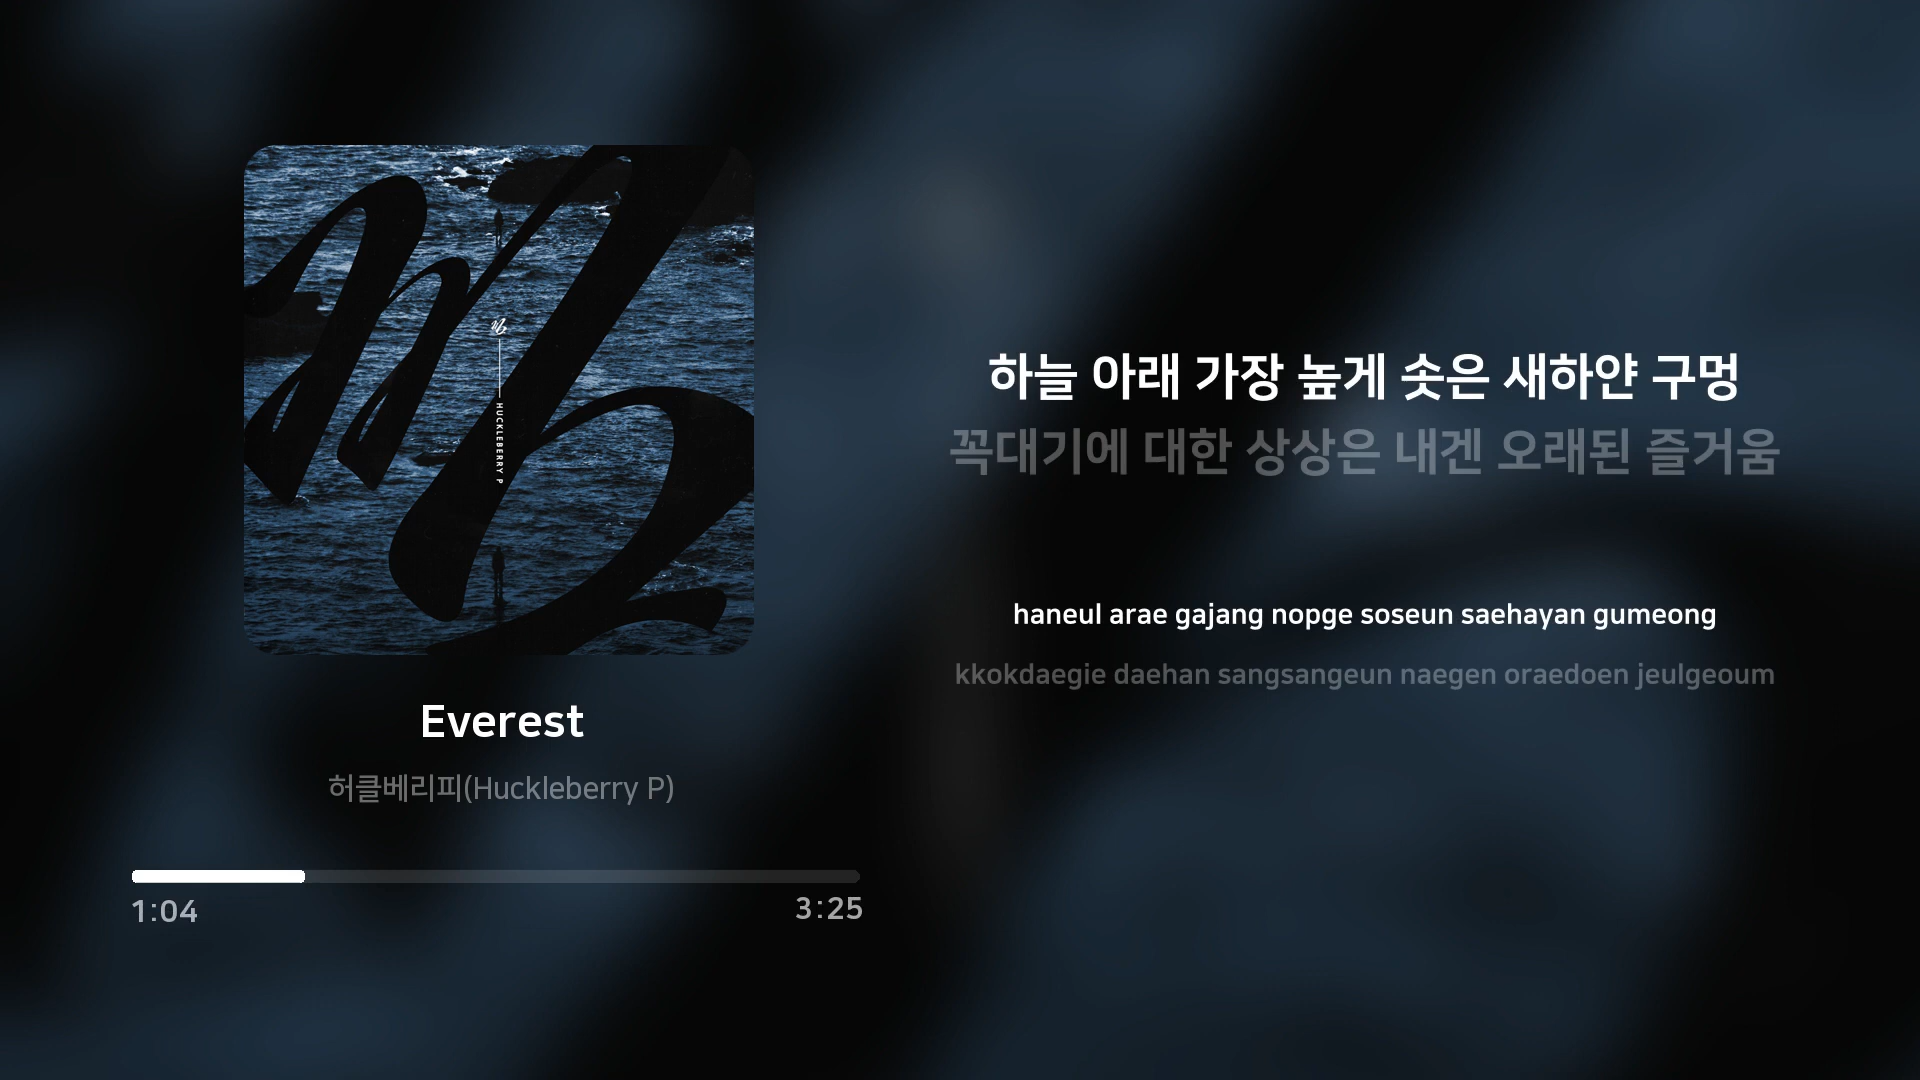 HUCKLEBERRY P
Everest
허클베리피(Huckleberry P)
1:04
3:25
하늘 아래 가장 높게 솟은 새하얀 구멍
꼭대기에 대한 상상은 내겐 오래된 즐거움
haneul arae gajang nopge soseun saehayan gumeong
kkokdaegie daehan sangsangeun naegen oraedoen jeulgeoum